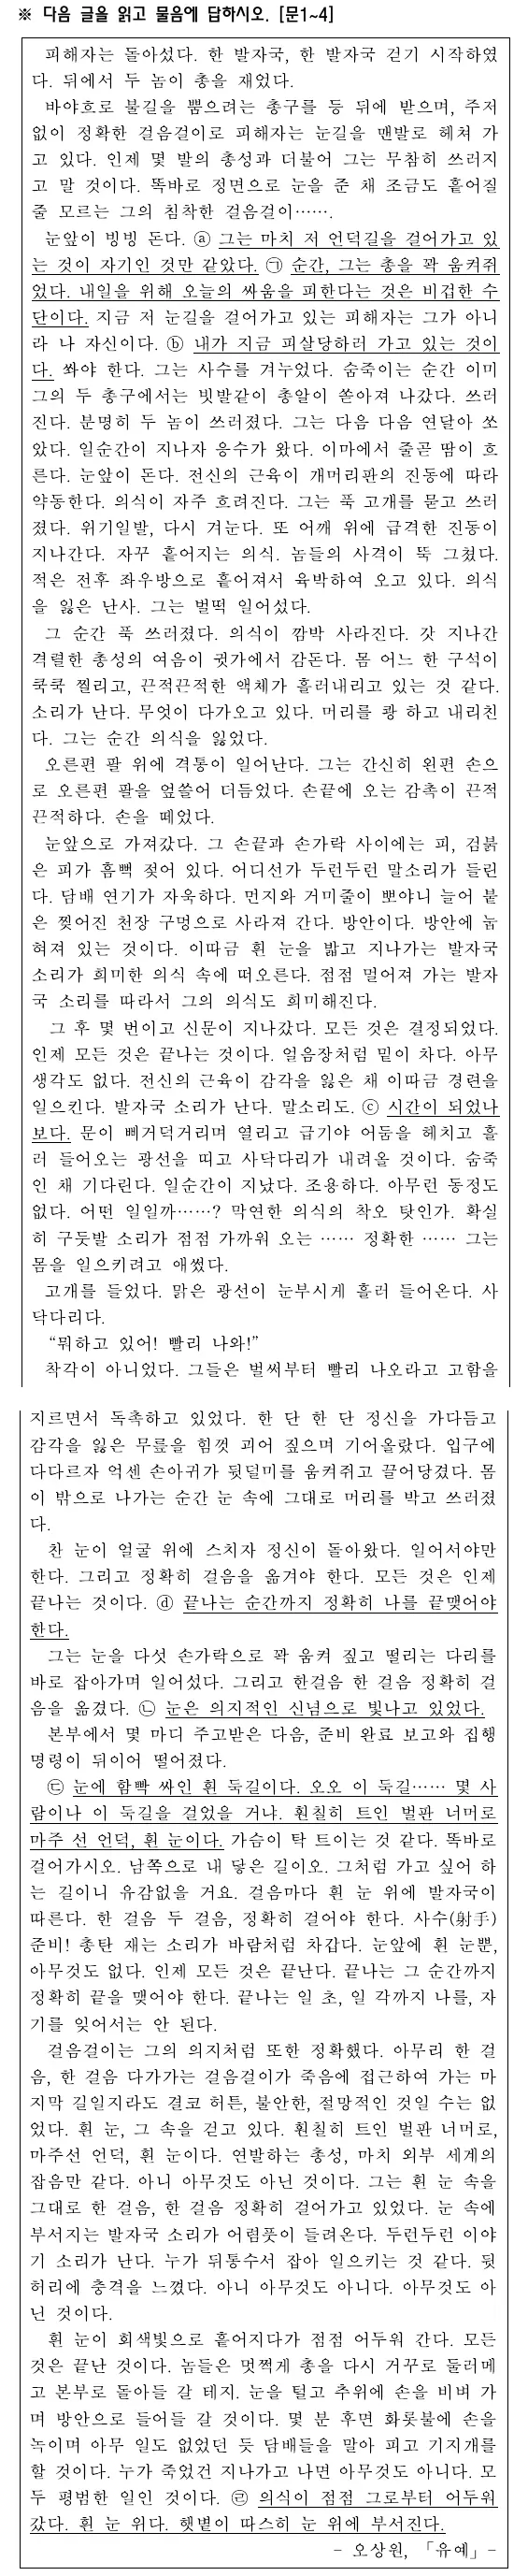 ※ 다음 글을 읽고 물음에 답하시오. [문1~4]
피해자는 돌아섰다. 한 발자국, 한 발자국 걷기 시작하였
다. 뒤에서 두 놈이 총을 재었다.
바야흐로 불길을 뿜으려는 총구를 등 뒤에 받으며, 주저
없이 정확한 걸음걸이로 피해자는 눈길을 맨발로 헤쳐 가
고 있다. 인제 몇 발의 총성과 더불어 그는 무참히 쓰러지
고 말 것이다. 똑바로 정면으로 눈을 준 채 조금도 흩어질
줄 모르는 그의 침착한 걸음걸이…….
눈앞이 빙빙 돈다. ⓐ 그는 마치 저 언덕길을 걸어가고 있
는 것이 자기인 것만 같았다. ㉠ 순간, 그는 총을 꽉 움켜쥐
었다. 내일을 위해 오늘의 싸움을 피한다는 것은 비겁한 수
단이다. 지금 저 눈길을 걸어가고 있는 피해자는 그가 아니
라 나 자신이다. ⓑ 내가 지금 피살당하러 가고 있는 것이
다. 쏴야 한다. 그는 사수를 겨누었다. 숨죽이는 순간 이미
그의 두 총구에서는 빗발같이 총알이 쏟아져 나갔다. 쓰러
진다. 분명히 두 놈이 쓰러졌다. 그는 다음 다음 연달아 쏘
았다. 일순간이 지나자 응수가 왔다. 이마에서 줄곧 땀이 흐
른다. 눈앞이 돈다. 전신의 근육이 개머리판의 진동에 따라
약동한다. 의식이 자주 흐려진다. 그는 푹 고개를 묻고 쓰러
졌다. 위기일발, 다시 겨눈다. 또 어깨 위에 급격한 진동이
지나간다. 자꾸 흩어지는 의식. 놈들의 사격이 뚝 그쳤다.
적은 전후 좌우방으로 흩어져서 육박하여 오고 있다. 의식
을 잃은 난사. 그는 벌떡 일어섰다.
그 순간 푹 쓰러졌다. 의식이 깜박 사라진다. 갓 지나간
격렬한 총성의 여음이 귓가에서 감돈다. 몸 어느 한 구석이
쿡쿡 찔리고, 끈적끈적한 액체가 흘러내리고 있는 것 같다.
소리가 난다. 무엇이 다가오고 있다. 머리를 쾅 하고 내리친
다. 그는 순간 의식을 잃었다.
오른편 팔 위에 격통이 일어난다. 그는 간신히 왼편 손으
로 오른편 팔을 엎쓸어 더듬었다. 손끝에 오는 감촉이 끈적
끈적하다. 손을 떼었다.
눈앞으로 가져갔다. 그 손끝과 손가락 사이에는 피, 검붉
은 피가 흠뻑 젖어 있다. 어디선가 두런두런 말소리가 들린
다. 담배 연기가 자욱하다. 먼지와 거미줄이 뽀야니 늘어 붙
은 찢어진 천장 구멍으로 사라져 간다. 방안이다. 방안에 눕
혀져 있는 것이다. 이따금 흰 눈을 밟고 지나가는 발자국
소리가 희미한 의식 속에 떠오른다. 점점 멀어져 가는 발자
국 소리를 따라서 그의 의식도 희미해진다.
그 후 몇 번이고 신문이 지나갔다. 모든 것은 결정되었다.
인제 모든 것은 끝나는 것이다. 얼음장처럼 밑이 차다. 아무
생각도 없다. 전신의 근육이 감각을 잃은 채 이따금 경련을
일으킨다. 발자국 소리가 난다. 말소리도. ⓒ 시간이 되었나
보다. 문이 삐거덕거리며 열리고 급기야 어둠을 헤치고 흘
러 들어오는 광선을 띠고 사닥다리가 내려올 것이다. 숨죽
인 채 기다린다. 일순간이 지났다. 조용하다. 아무런 동정도
없다. 어떤 일일까……? 막연한 의식의 착오 탓인가. 확실
히 구둣발 소리가 점점 가까워 오는 …… 정확한 …… 그는
몸을 일으키려고 애썼다.
고개를 들었다. 맑은 광선이 눈부시게 흘러 들어온다. 사
닥다리다.
“뭐하고 있어! 빨리 나와!”
착각이 아니었다. 그들은 벌써부터 빨리 나오라고 고함을
지르면서 독촉하고 있었다. 한 단 한 단 정신을 가다듬고
감각을 잃은 무릎을 힘껏 괴어 짚으며 기어올랐다. 입구에
다다르자 억센 손아귀가 뒷덜미를 움켜쥐고 끌어당겼다. 몸
이 밖으로 나가는 순간 눈 속에 그대로 머리를 박고 쓰러졌
다.
찬 눈이 얼굴 위에 스치자 정신이 돌아왔다. 일어서야만
한다. 그리고 정확히 걸음을 옮겨야 한다. 모든 것은 인제
끝나는 것이다. ⓓ 끝나는 순간까지 정확히 나를 끝맺어야
한다.
그는 눈을 다섯 손가락으로 꽉 움켜 짚고 떨리는 다리를
바로 잡아가며 일어섰다. 그리고 한걸음 한 걸음 정확히 걸
음을 옮겼다. ㉡ 눈은 의지적인 신념으로 빛나고 있었다.
본부에서 몇 마디 주고받은 다음, 준비 완료 보고와 집행
명령이 뒤이어 떨어졌다.
㉢ 눈에 함빡 싸인 흰 둑길이다. 오오 이 둑길…… 몇 사
람이나 이 둑길을 걸었을 거냐. 훤칠히 트인 벌판 너머로
마주 선 언덕, 흰 눈이다. 가슴이 탁 트이는 것 같다. 똑바로
걸어가시오. 남쪽으로 내 닿은 길이오. 그처럼 가고 싶어 하
는 길이니 유감없을 거요. 걸음마다 흰 눈 위에 발자국이
따른다. 한 걸음 두 걸음, 정확히 걸어야 한다. 사수(射手)
준비! 총탄 재는 소리가 바람처럼 차갑다. 눈앞에 흰 눈뿐,
아무것도 없다. 인제 모든 것은 끝난다. 끝나는 그 순간까지
정확히 끝을 맺어야 한다. 끝나는 일 초, 일 각까지 나를, 자
기를 잊어서는 안 된다.
걸음걸이는 그의 의지처럼 또한 정확했다. 아무리 한 걸
음, 한 걸음 다가가는 걸음걸이가 죽음에 접근하여 가는 마
지막 길일지라도 결코 허튼, 불안한, 절망적인 것일 수는 없
었다. 흰 눈, 그 속을 걷고 있다. 훤칠히 트인 벌판 너머로,
마주선 언덕, 흰 눈이다. 연발하는 총성, 마치 외부 세계의
잡음만 같다. 아니 아무것도 아닌 것이다. 그는 흰 눈 속을
그대로 한 걸음, 한 걸음 정확히 걸어가고 있었다. 눈 속에
부서지는 발자국 소리가 어렴풋이 들려온다. 두런두런 이야
기 소리가 난다. 누가 뒤통수서 잡아 일으키는 것 같다. 뒷
허리에 충격을 느꼈다. 아니 아무것도 아니다. 아무것도 아
닌 것이다.
흰 눈이 회색빛으로 흩어지다가 점점 어두워 간다. 모든
것은 끝난 것이다. 놈들은 멋쩍게 총을 다시 거꾸로 둘러메
고 본부로 돌아들 갈 테지. 눈을 털고 추위에 손을 비벼 가
며 방안으로 들어들 갈 것이다. 몇 분 후면 화롯불에 손을
녹이며 아무 일도 없었던 듯 담배들을 말아 피고 기지개를
할 것이다. 누가 죽었건 지나가고 나면 아무것도 아니다. 모
두 평범한 일인 것이다. ㉣ 의식이 점점 그로부터 어두워
갔다. 흰 눈 위다. 햇볕이 따스히 눈 위에 부서진다.
- 오상원, 「유예」-